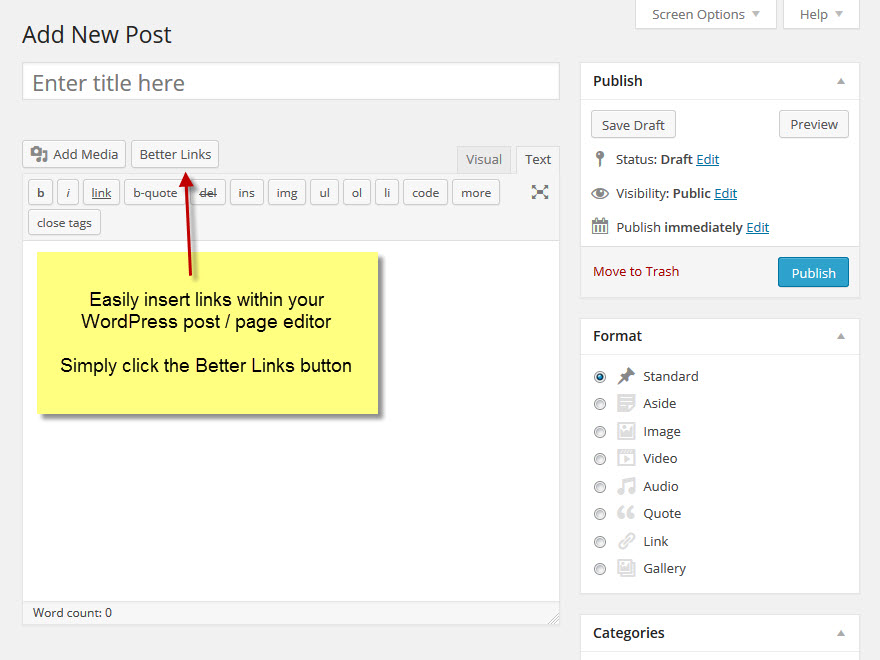 Screen Options
Help
Add New Post
Enter title here
Add Media
Better Links
Visual
Text
b
i
link
b-quote
del
ins
img
ul
ol
li
code
more
close tags
Easily insert links within your
WordPress post / page editor
Simply click the Better Links button
Word count: 0
Publish
Save Draft
Preview
Status: Draft Edit
Visibility: Public Edit
Publish immediately Edit
Move to Trash
Publish
Format
Standard
Aside
Image
Video
Audio
Quote
Link
Gallery
Categories